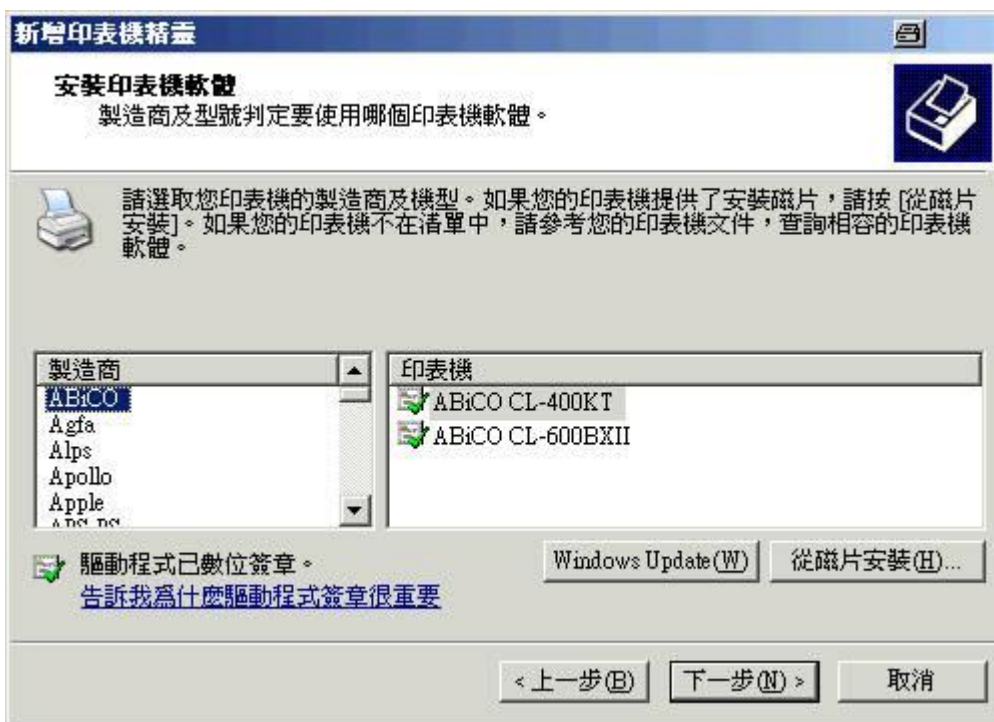 新增印表機精靈
安裝印表機軟體
製造商及型號判定要使用哪個印表機軟體。
請選取您印表機的製造商及機型。如果您的印表機提供了安裝磁片，請按 [從磁片
安裝]。如果您的印表機不在清單中，請參考您的印表機文件，查詢相容的印表機
軟體。
製造商
ABiCO
Agfa
Alps
Apollo
Apple
APS-PS
印表機
ABiCO CL-400KT
ABiCO CL-600BXII
驅動程式已數位簽章。
告訴我爲什麼驅動程式簽章很重要
Windows Update(W)
從磁片安裝(H)...
<上一步(B)
下一步(N)>
取消